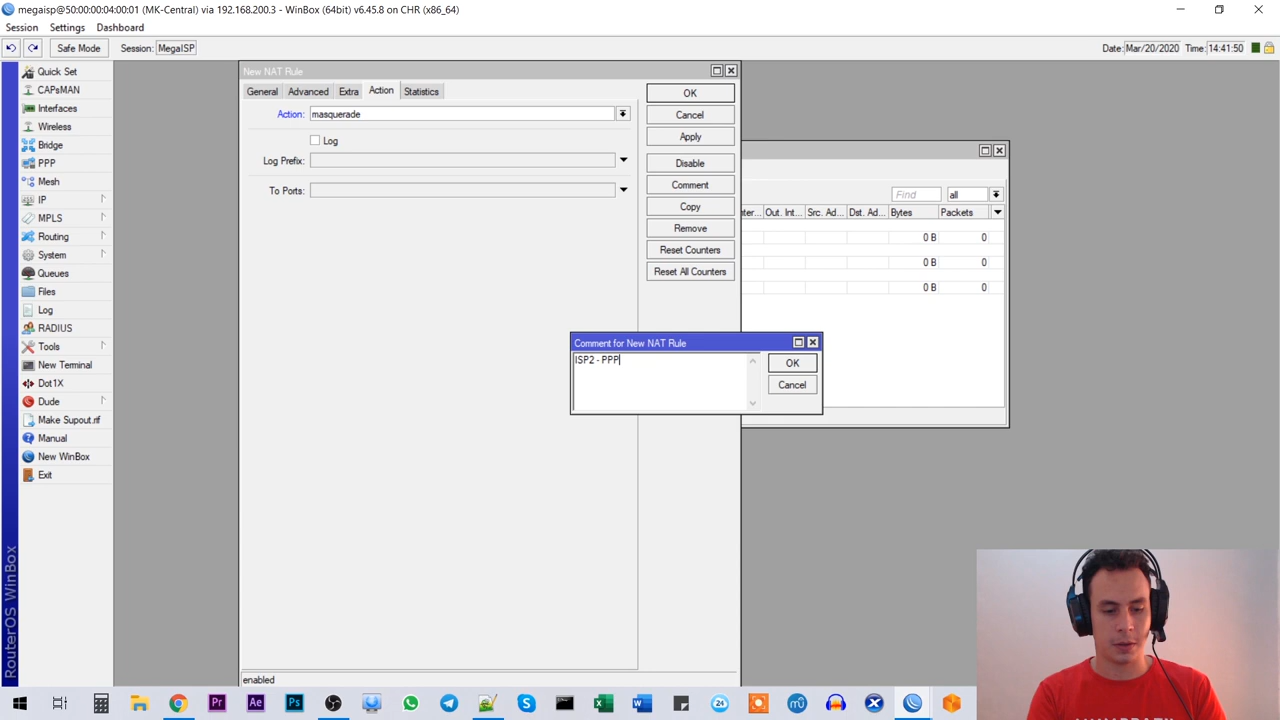 megaisp@50:00:00:04:00:01 (MK-Central) via 192.168.200.3 - WinBox (64bit) v6.45.8 on CHR (x86_64)
Session Settings Dashboard
Safe Mode Session: MegaISP Date: Mar/20/2020 Time: 14:41:50
Quick Set
CAPsMAN
Interfaces
Wireless
Bridge
PPP
Mesh
IP
MPLS
Routing
System
Queues
Files
Log
RADIUS
Tools
New Terminal
Dot1X
Dude
Make Supout.rif
Manual
New WinBox
Exit
RouterOS WinBox
New NAT Rule
General Advanced Extra Action Statistics
Action: masquerade
Log
Log Prefix:
To Ports:
OK
Cancel
Apply
Disable
Comment
Copy
Remove
Reset Counters
Reset All Counters
enabled
Find all
nter... Out. Int... Src. Ad... Dst. Ad... Bytes Packets
0 B 0
0 B 0
0 B 0
Comment for New NAT Rule
ISP2 - PPP
OK
Cancel
Pr Ae Ps 24